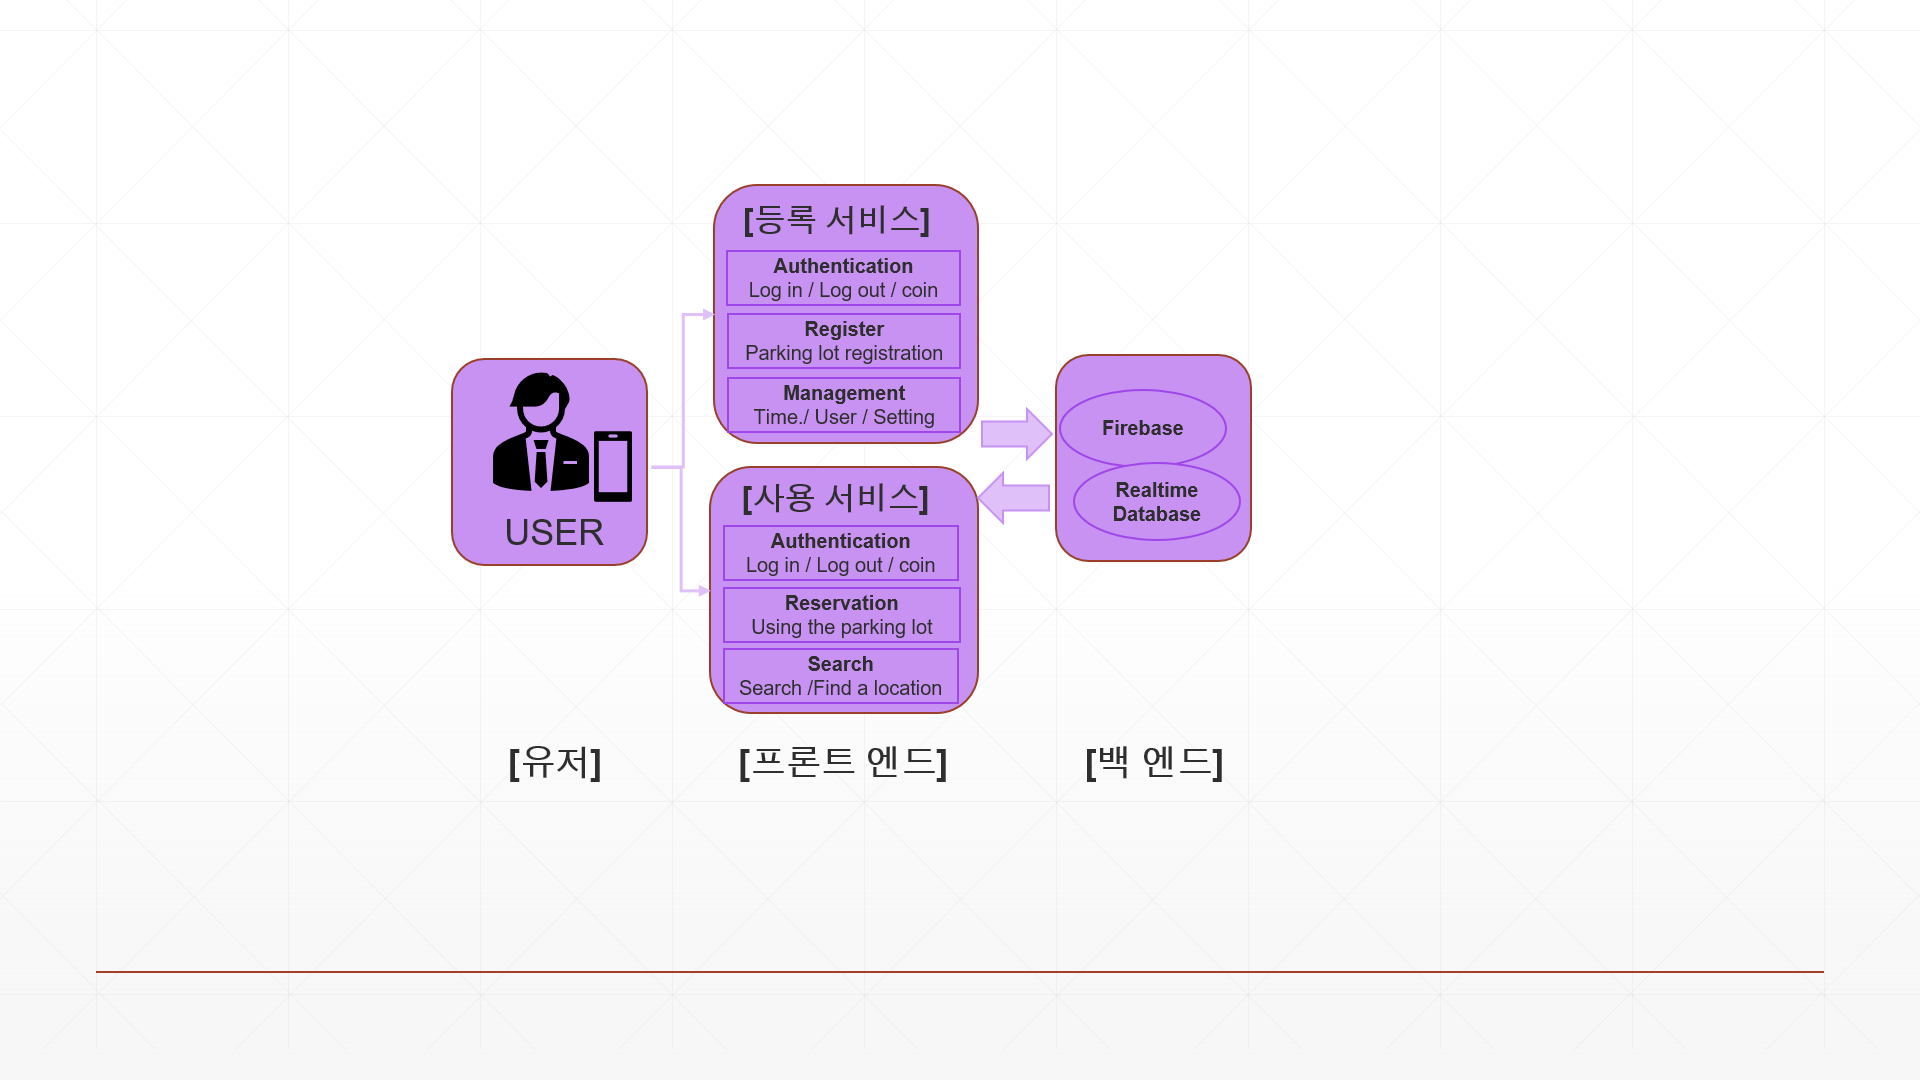 USER
[등록 서비스]
Authentication
Log in / Log out / coin
Register
Parking lot registration
Management
Time./ User / Setting
[사용 서비스]
Authentication
Log in / Log out / coin
Reservation
Using the parking lot
Search
Search /Find a location
Firebase
Realtime
Database
[유저]
[프론트 엔드]
[백 엔드]